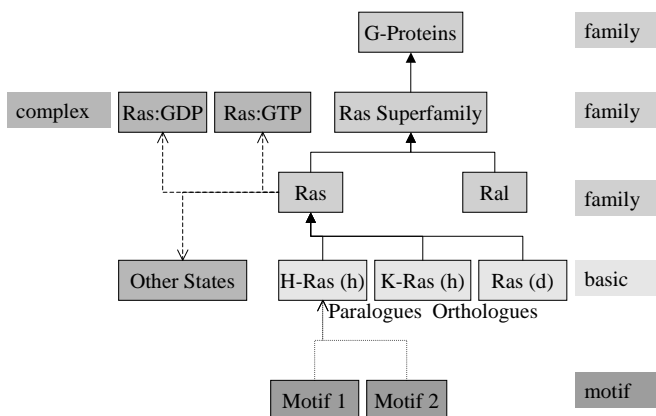 G-Proteins family
complex Ras:GDP Ras:GTP Ras Superfamily family
Ras Ral family
Other States H-Ras (h) K-Ras (h) Ras (d) basic
Paralogues Orthologues
Motif 1 Motif 2 motif